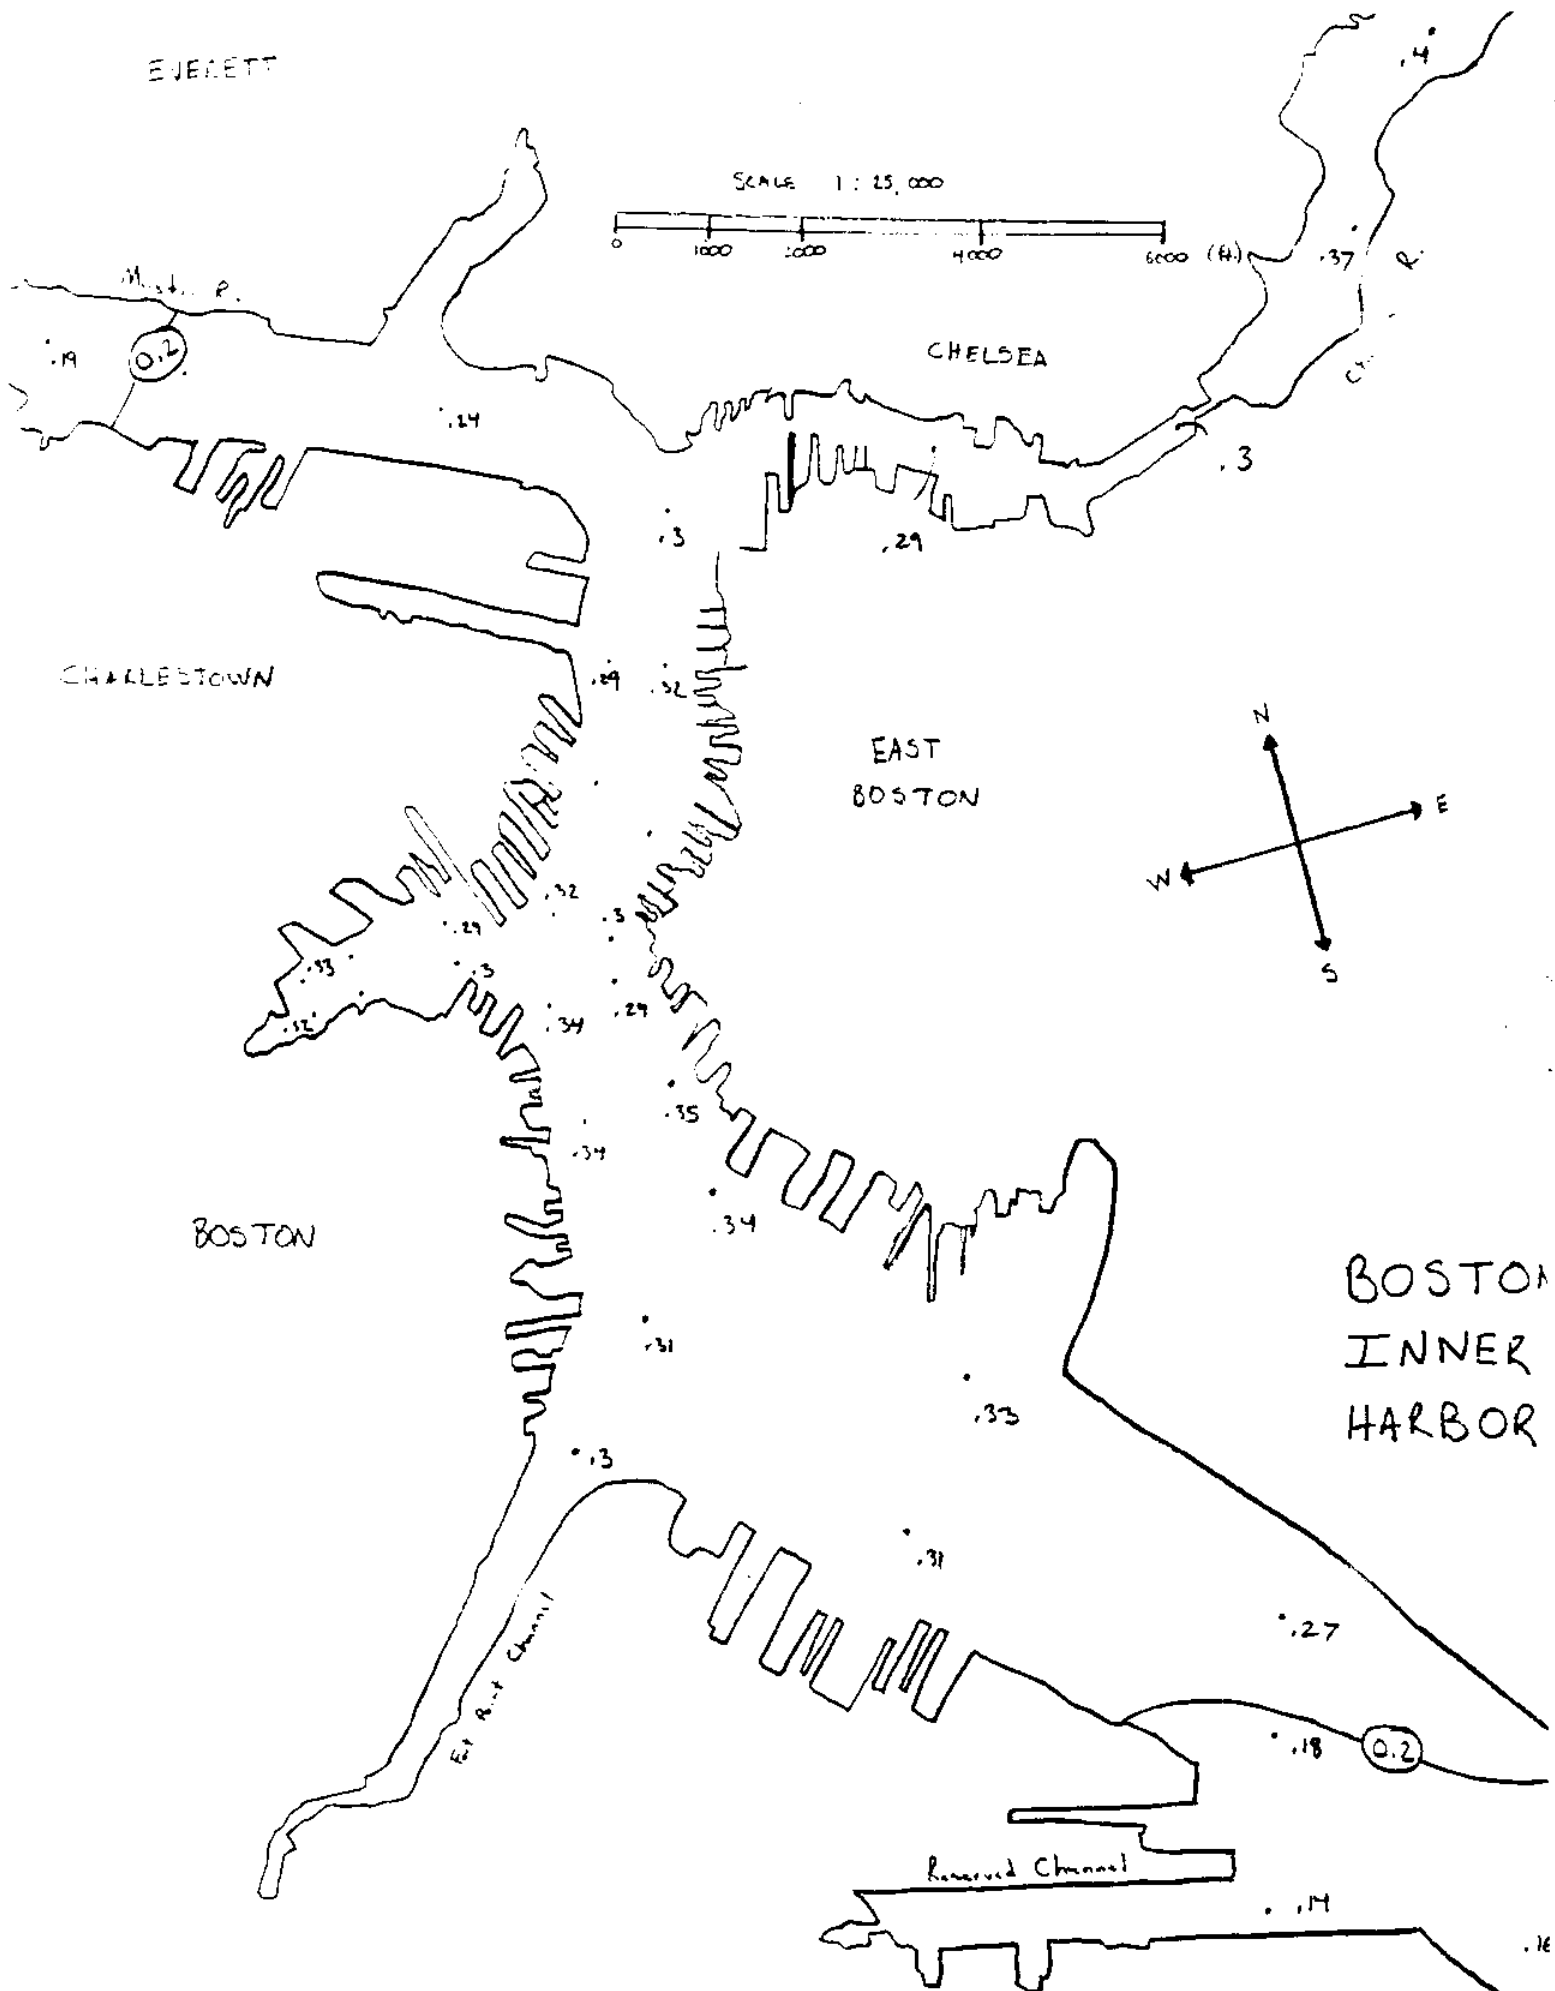 .4
EVERETT
SCALE 1 : 25,000
0 1000 2000 4000 6000 (ft.)
.37 R.
R.
.19
0.2
CHELSEA
.24
.3
.3
.29
CHARLESTOWN
.29 .32
N
EAST
BOSTON
E
W
S
.32
.3
.29
.33
.3
.32
.34
.29
.35
.34
.34
BOSTON
BOSTON
INNER
HARBOR
.31
.33
.3
.31
.27
Channel
.18
0.2
Reserved Channel
.14